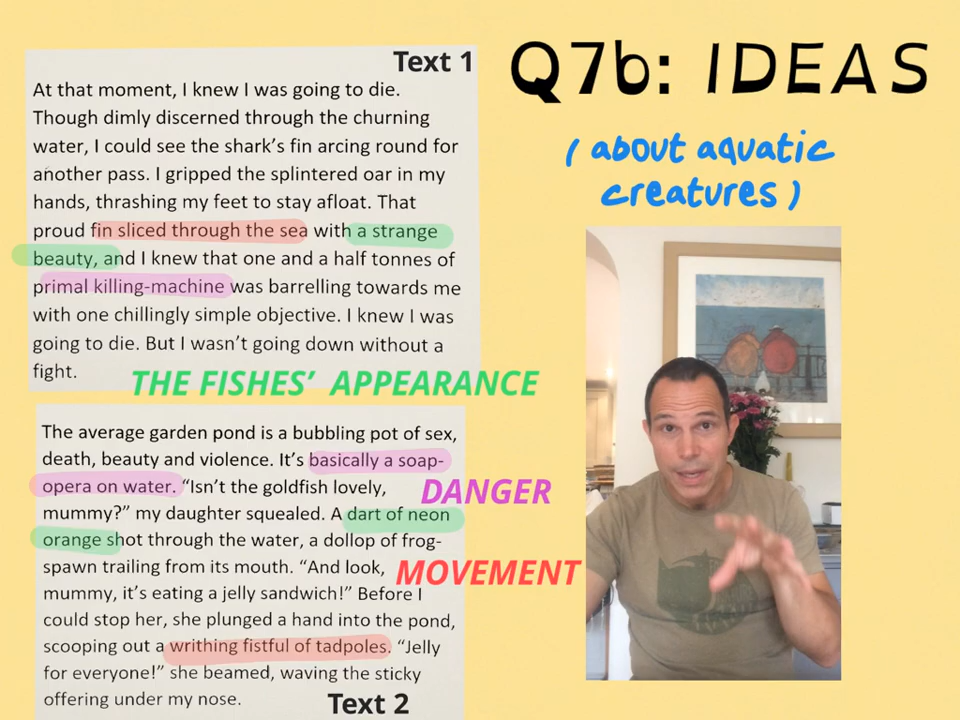 Text 1
At that moment, I knew I was going to die.
Though dimly discerned through the churning
water, I could see the shark's fin arcing round for
another pass. I gripped the splintered oar in my
hands, thrashing my feet to stay afloat. That
proud fin sliced through the sea with a strange
beauty, and I knew that one and a half tonnes of
primal killing-machine was barrelling towards me
with one chillingly simple objective. I knew I was
going to die. But I wasn't going down without a
fight.
THE FISHES' APPEARANCE
The average garden pond is a bubbling pot of sex,
death, beauty and violence. It's basically a soap-
opera on water. "Isn't the goldfish lovely,
mummy?" my daughter squealed. A dart of neon
orange shot through the water, a dollop of frog-
spawn trailing from its mouth. "And look,
mummy, it's eating a jelly sandwich!" Before I
could stop her, she plunged a hand into the pond,
scooping out a writhing fistful of tadpoles. "Jelly
for everyone!" she beamed, waving the sticky
offering under my nose.
Text 2
DANGER
MOVEMENT
Q7b: IDEAS
(about aquatic
creatures)